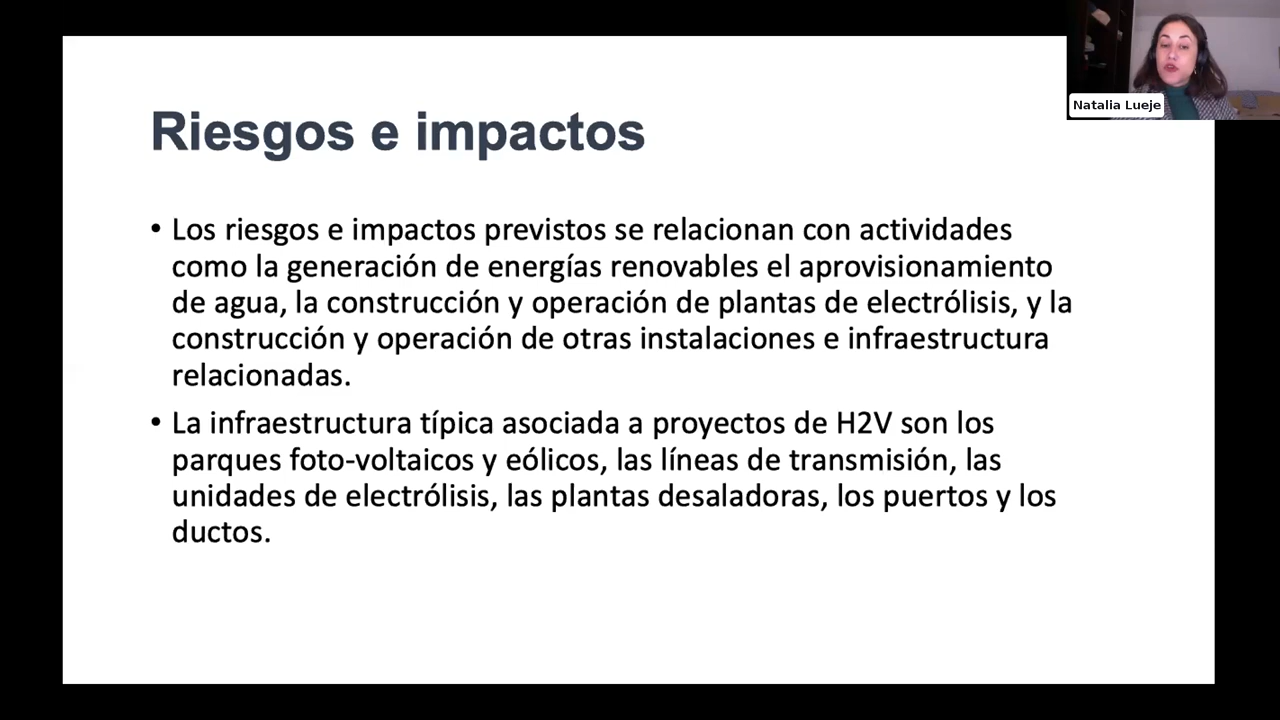 Natalia Lueje
Riesgos e impactos
• Los riesgos e impactos previstos se relacionan con actividades
como la generación de energías renovables el aprovisionamiento
de agua, la construcción y operación de plantas de electrólisis, y la
construcción y operación de otras instalaciones e infraestructura
relacionadas.
• La infraestructura típica asociada a proyectos de H2V son los
parques foto-voltaicos y eólicos, las líneas de transmisión, las
unidades de electrólisis, las plantas desaladoras, los puertos y los
ductos.